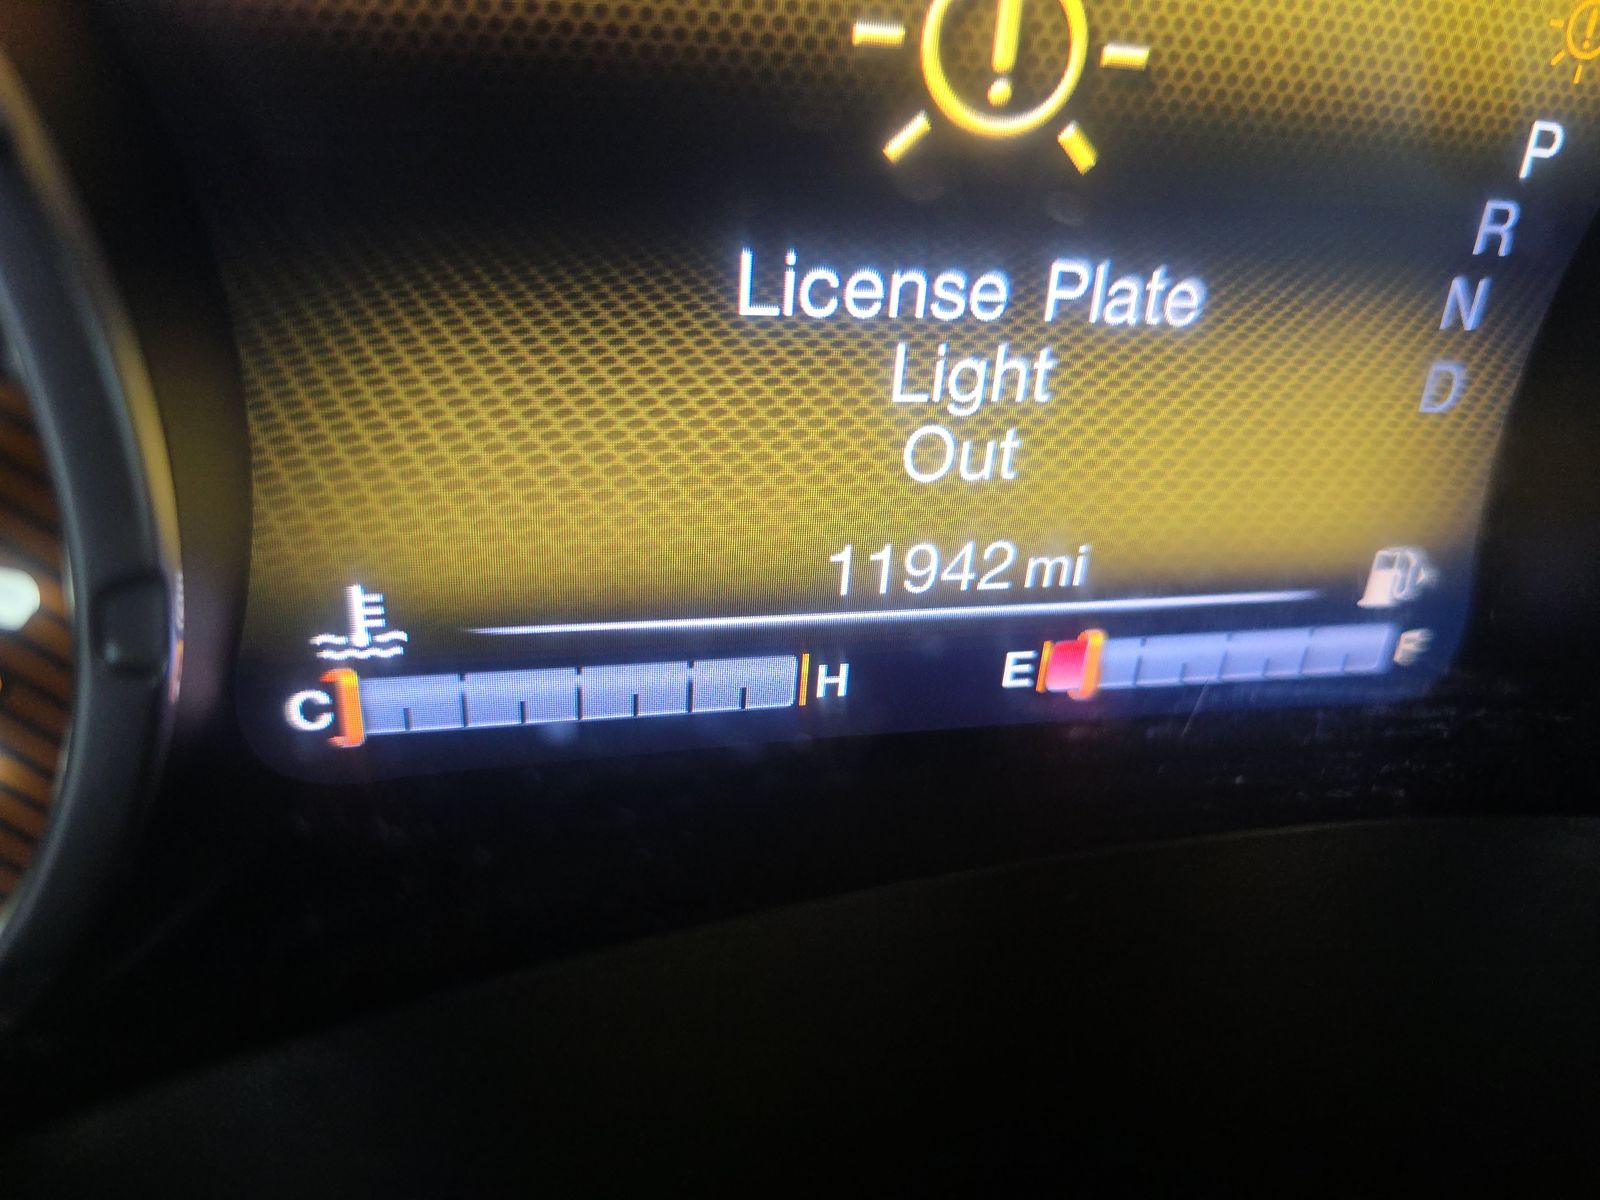 P
R
License Plate
N
Light
D
Out
11942 mi
C H E F